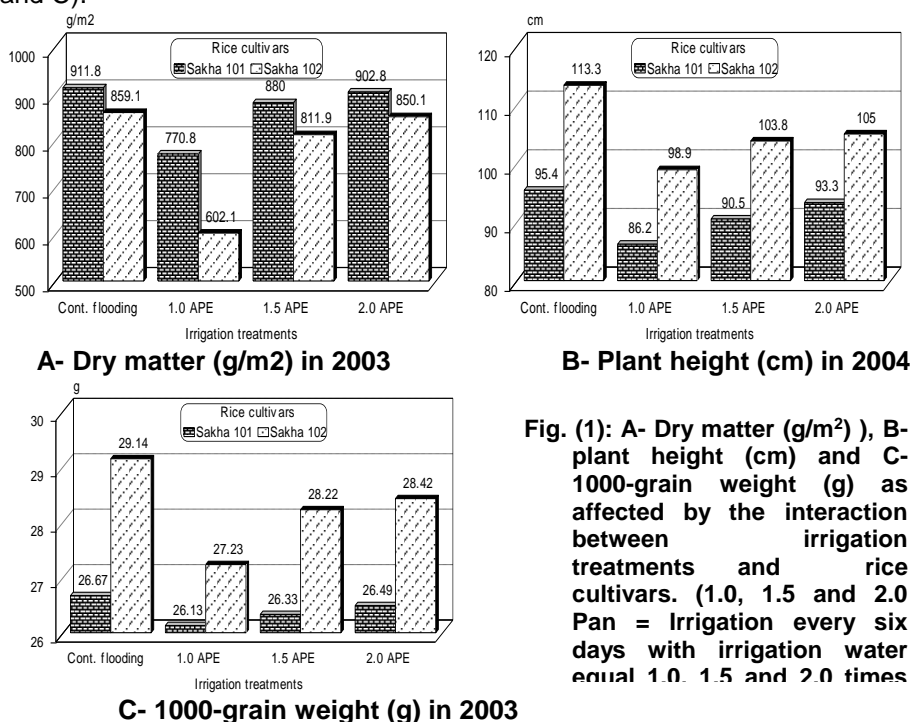 and C).
g/m2
Rice cultivars
Sakha 101 Sakha 102
1000
900
800
700
600
500
911.8
859.1
770.8
602.1
880
811.9
902.8
850.1
Cont. flooding 1.0 APE 1.5 APE 2.0 APE
Irrigation treatments
A- Dry matter (g/m2) in 2003
cm
Rice cultivars
Sakha 101 Sakha 102
120
110
100
90
80
95.4
113.3
86.2
98.9
90.5
103.8
93.3
105
Cont. flooding 1.0 APE 1.5 APE 2.0 APE
Irrigation treatments
B- Plant height (cm) in 2004
g
Rice cultivars
Sakha 101 Sakha 102
30
29
28
27
26
26.67
29.14
26.13
27.23
26.33
28.22
26.49
28.42
Cont. flooding 1.0 APE 1.5 APE 2.0 APE
Irrigation treatments
C- 1000-grain weight (g) in 2003
Fig. (1): A- Dry matter (g/m²) ), B-
plant height (cm) and C-
1000-grain weight (g) as
affected by the interaction
between irrigation
treatments and rice
cultivars. (1.0, 1.5 and 2.0
Pan = Irrigation every six
days with irrigation water
equal 1.0, 1.5 and 2.0 times